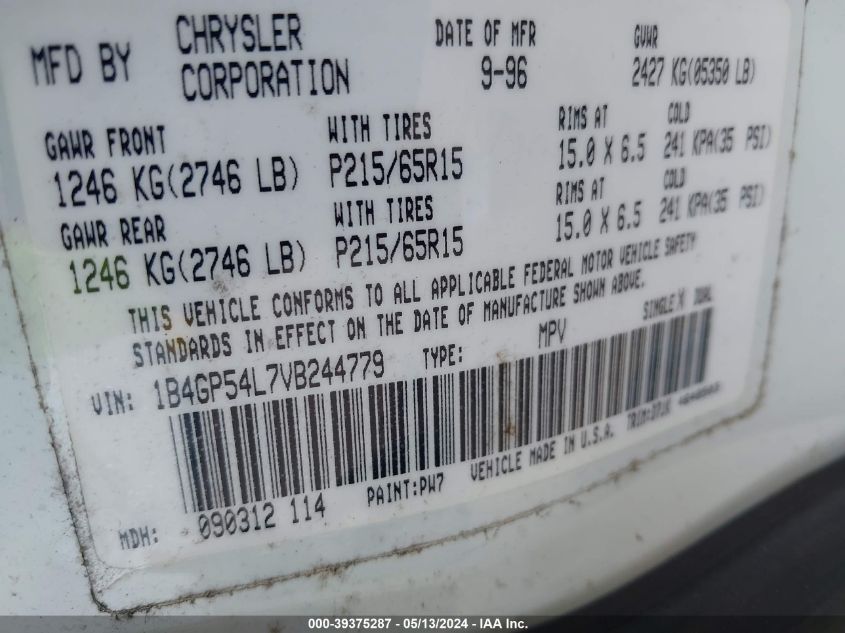 MFD BY CHRYSLER CORPORATION DATE OF MFR 9-96 GVWR 2427 KG(05350 LB)
GAWR FRONT WITH TIRES RIMS AT COLD
1246 KG(2746 LB) P215/65R15 15.0 X 6.5 241 KPA(35 PSI)
GAWR REAR WITH TIRES RIMS AT COLD
1246 KG(2746 LB) P215/65R15 15.0 X 6.5 241 KPA(35 PSI)
THIS VEHICLE CONFORMS TO ALL APPLICABLE FEDERAL MOTOR VEHICLE SAFETY
STANDARDS IN EFFECT ON THE DATE OF MANUFACTURE SHOWN ABOVE.
VIN: 1B4GP54L7VB244779 TYPE: MPV SINGLE X DUAL
MDH: 090312 114 PAINT:PW7 VEHICLE MADE IN U.S.A.
000-39375287 - 05/13/2024 - IAA Inc.